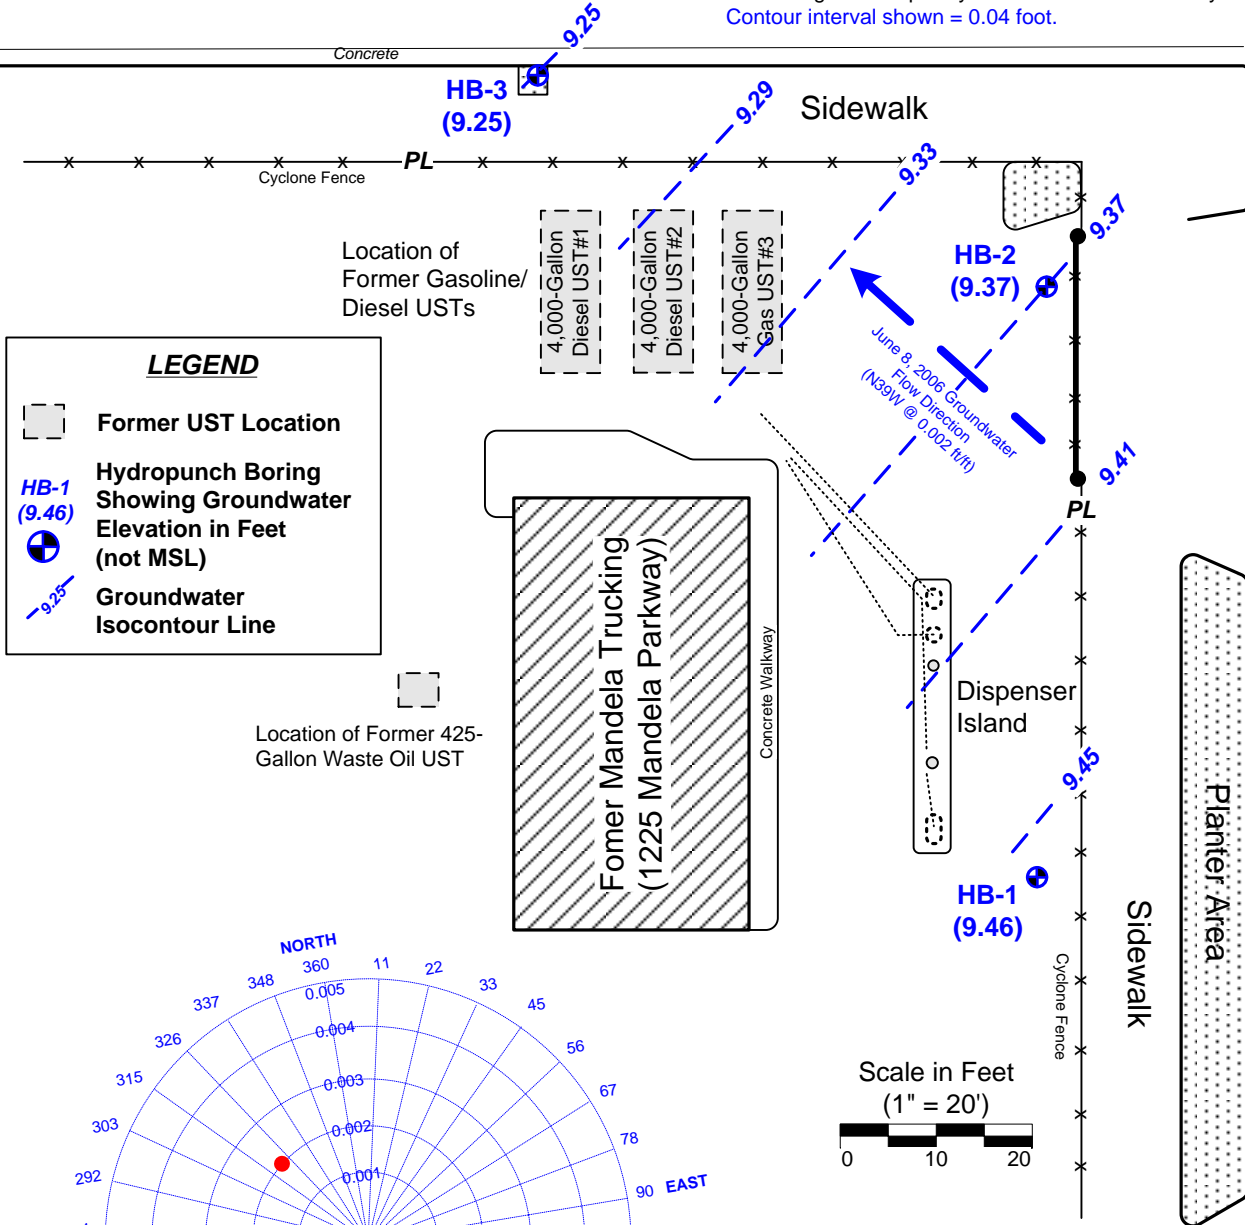 Contour interval shown = 0.04 foot.
9.25
Concrete
HB-3
(9.25)
9.29
Sidewalk
9.33
PL
Cyclone Fence
9.37
Location of
Former Gasoline/
Diesel USTs
4,000-Gallon
Diesel UST#1
4,000-Gallon
Diesel UST#2
4,000-Gallon
Gas UST#3
HB-2
(9.37)
June 8, 2006 Groundwater
Flow Direction
(N39W @ 0.002 ft/ft)
LEGEND
Former UST Location
HB-1
(9.46)
Hydropunch Boring
Showing Groundwater
Elevation in Feet
(not MSL)
9.25
Groundwater
Isocontour Line
9.41
PL
Fomer Mandela Trucking
(1225 Mandela Parkway)
Concrete Walkway
Dispenser
Island
Location of Former 425-
Gallon Waste Oil UST
9.45
HB-1
(9.46)
Planter Area
Sidewalk
Cyclone Fence
NORTH
292
303
315
326
337
348
360
11
22
33
45
56
67
78
90 EAST
0.005
0.004
0.003
0.002
0.001
Scale in Feet
(1" = 20')
0 10 20